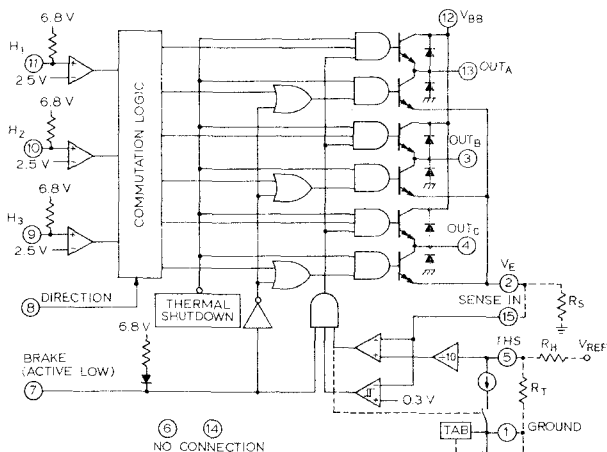 6.8 V
H1
11
2.5 V
6.8 V
H2
10
2.5 V
6.8 V
H3
9
2.5 V
COMMUTATION LOGIC
8
DIRECTION
THERMAL
SHUTDOWN
6.8 V
BRAKE
(ACTIVE LOW)
7
6 14
NO CONNECTION
12 VBB
13 OUTA
OUTB
3
OUTC
4
VE
2
SENSE IN
15
RS
÷10
THS
5
RH
VREF
0.3 V
RT
TAB
1
GROUND